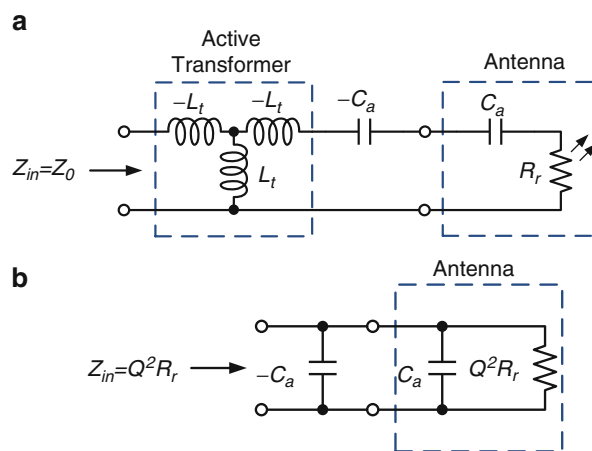 a
Active
Transformer
Antenna
−Lt
−Lt
−Ca
Ca
Zin=Z0
Lt
Rr
b
Antenna
Zin=Q²Rr
−Ca
Ca
Q²Rr